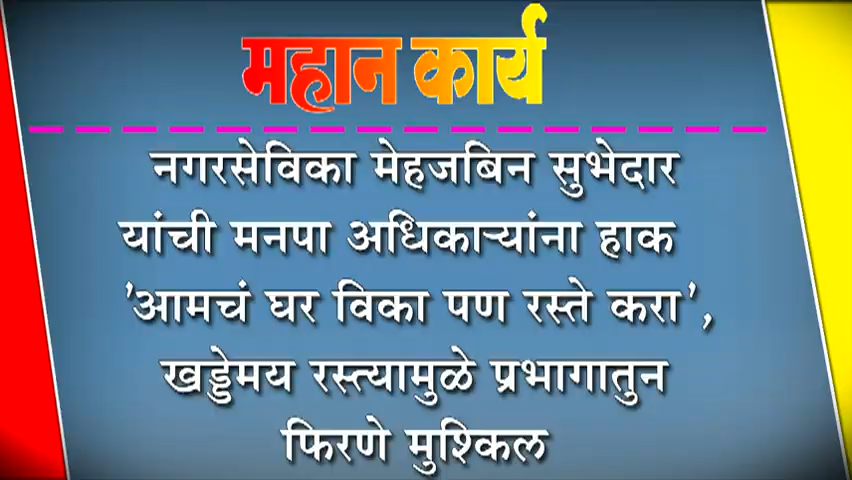 महान कार्य
नगरसेविका मेहजबिन सुभेदार
यांची मनपा अधिकाऱ्यांना हाक
'आमचं घर विका पण रस्ते करा',
खड्डेमय रस्त्यामुळे प्रभागातुन
फिरणे मुश्किल